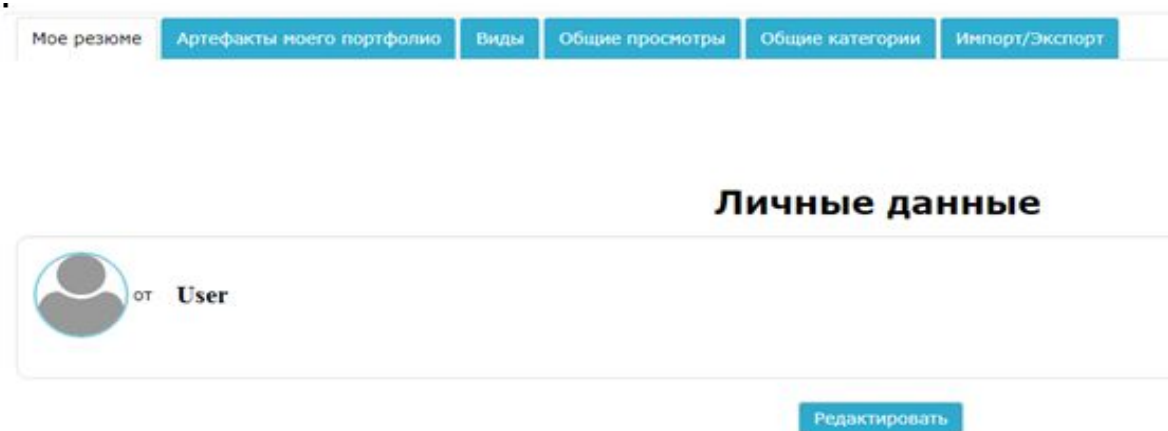 .
Мое резюме Артефакты моего портфолио Виды Общие просмотры Общие категории Импорт/Экспорт
Личные данные
от User
Редактировать